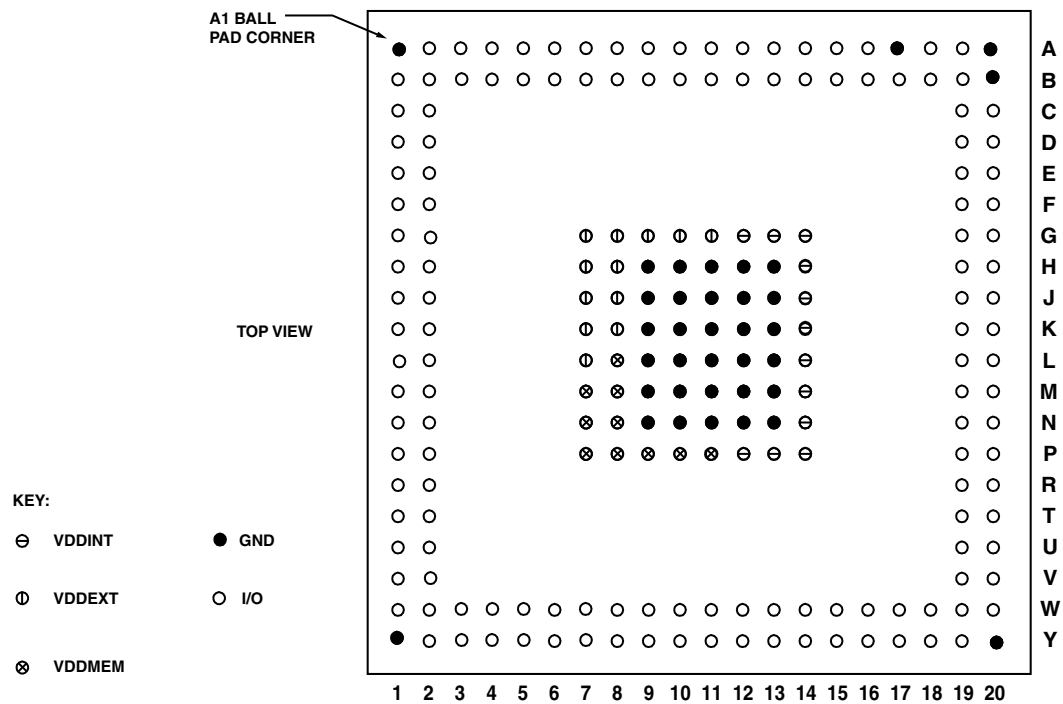 A1 BALL
PAD CORNER
A
B
C
D
E
F
G
H
J
TOP VIEW
K
L
M
N
P
R
KEY:
T
VDDINT GND
U
VDDEXT I/O
V
W
Y
VDDMEM
1 2 3 4 5 6 7 8 9 10 11 12 13 14 15 16 17 18 19 20